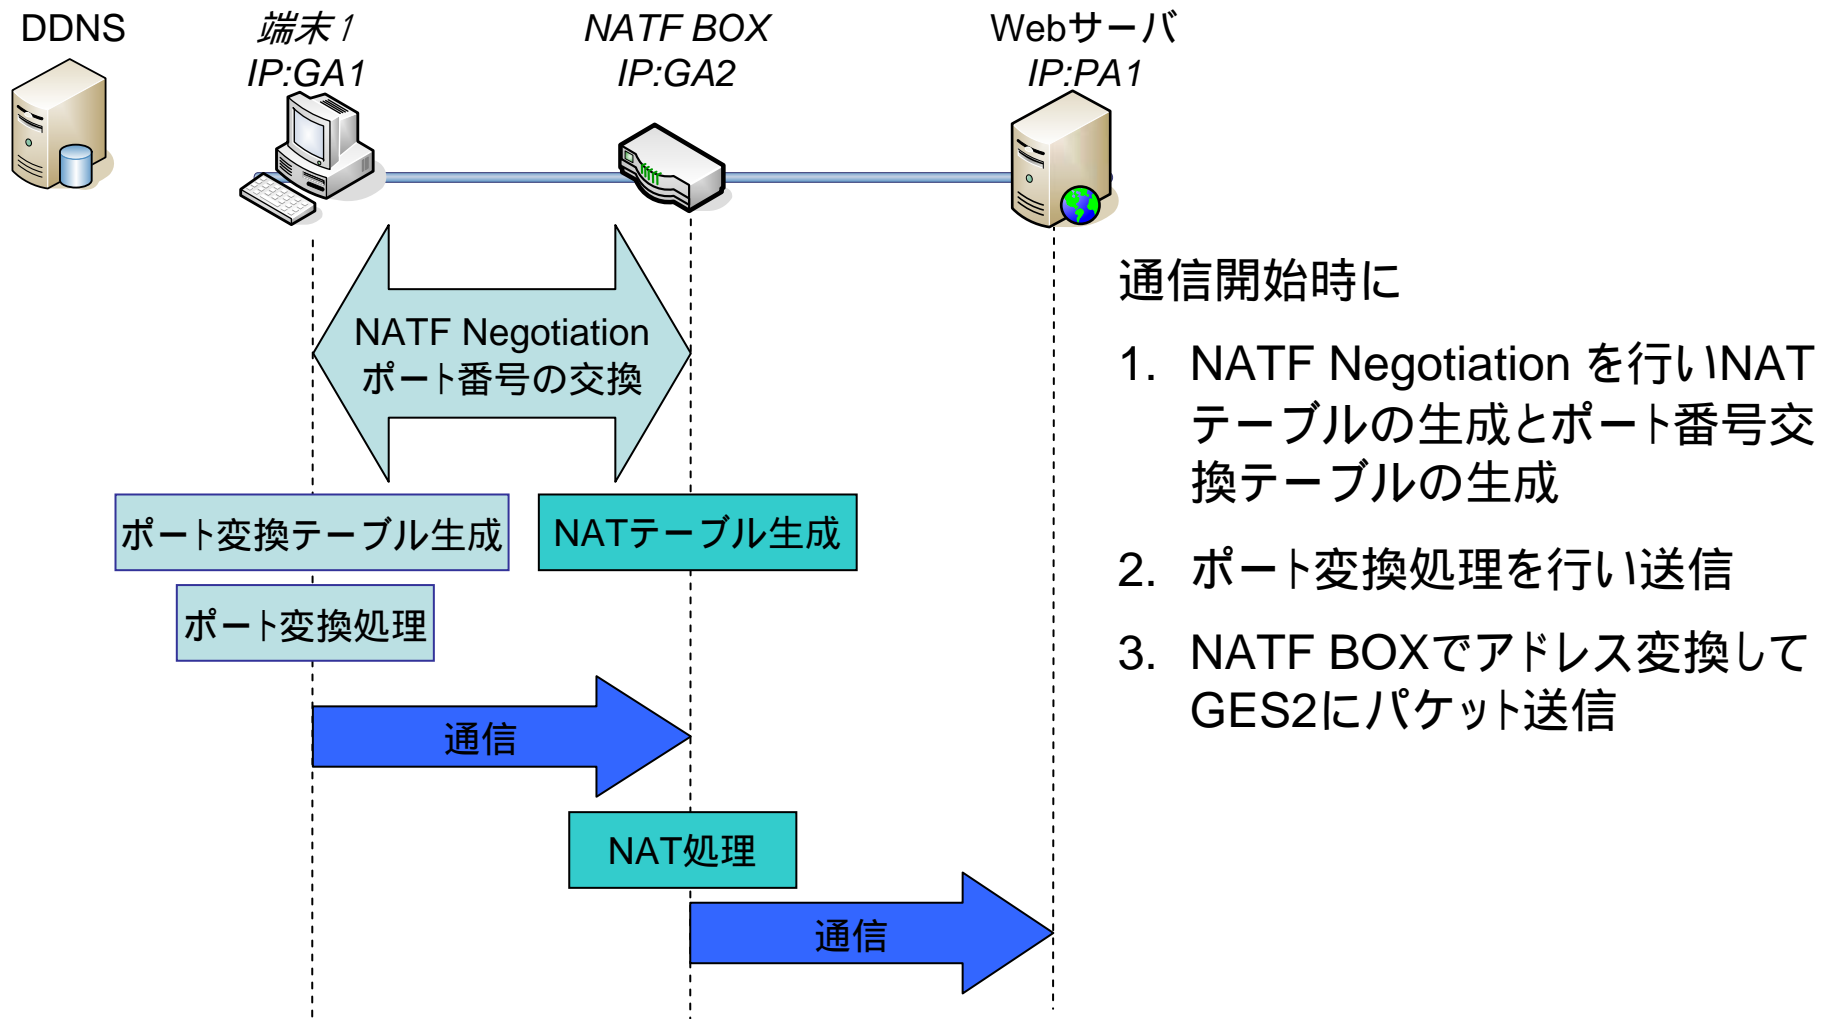 DDNS
端末1
IP:GA1
NATF BOX
IP:GA2
Webサーバ
IP:PA1
NATF Negotiation
ポート番号の交換
ポート変換テーブル生成
NATテーブル生成
ポート変換処理
通信
NAT処理
通信
通信開始時に
1. NATF Negotiation を行いNAT
テーブルの生成とポート番号交
換テーブルの生成
2. ポート変換処理を行い送信
3. NATF BOXでアドレス変換して
GES2にパケット送信